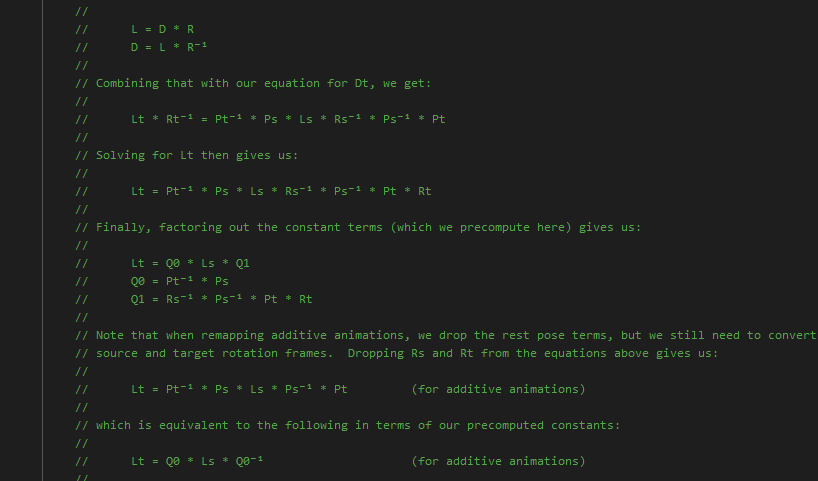 //
// L = D * R
// D = L * R⁻¹
//
// Combining that with our equation for Dt, we get:
//
// Lt * Rt⁻¹ = Pt⁻¹ * Ps * Ls * Rs⁻¹ * Ps⁻¹ * Pt
//
// Solving for Lt then gives us:
//
// Lt = Pt⁻¹ * Ps * Ls * Rs⁻¹ * Ps⁻¹ * Pt * Rt
//
// Finally, factoring out the constant terms (which we precompute here) gives us:
//
// Lt = Q0 * Ls * Q1
// Q0 = Pt⁻¹ * Ps
// Q1 = Rs⁻¹ * Ps⁻¹ * Pt * Rt
//
// Note that when remapping additive animations, we drop the rest pose terms, but we still need to convert
// source and target rotation frames.  Dropping Rs and Rt from the equations above gives us:
//
// Lt = Pt⁻¹ * Ps * Ls * Ps⁻¹ * Pt (for additive animations)
//
// which is equivalent to the following in terms of our precomputed constants:
//
// Lt = Q0 * Ls * Q0⁻¹ (for additive animations)
//